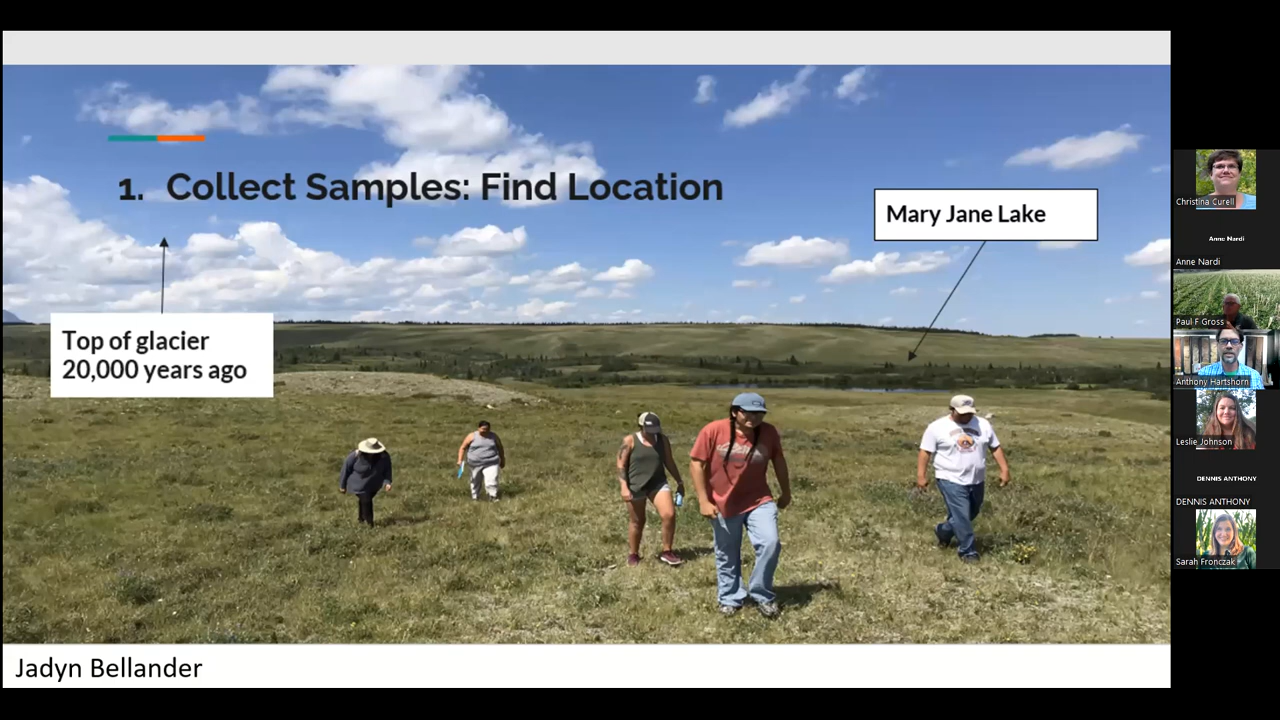 1. Collect Samples: Find Location
Mary Jane Lake
Top of glacier
20,000 years ago
Jadyn Bellander
Christina Curell
Anne Nardi
Anne Nardi
Paul F Gross
Anthony Hartshorn
Leslie Johnson
DENNIS ANTHONY
DENNIS ANTHONY
Sarah Fronczak